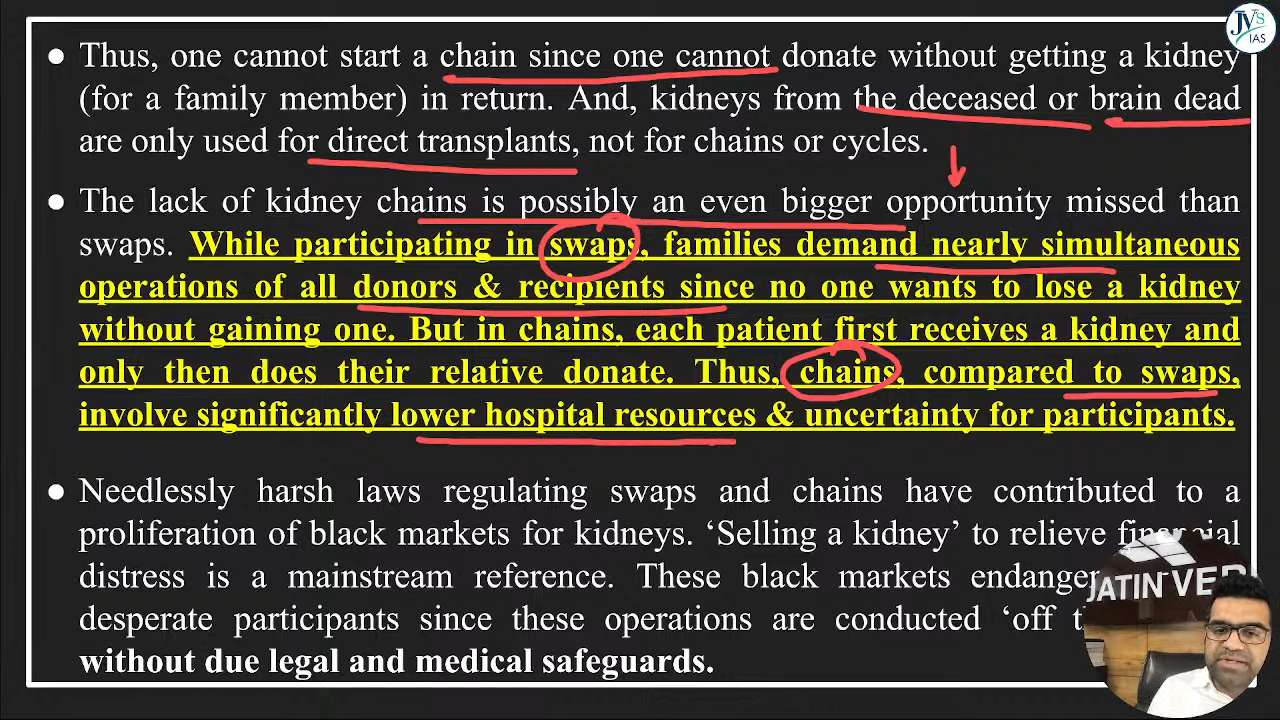 JV's
IAS
● Thus, one cannot start a chain since one cannot donate without getting a kidney
(for a family member) in return. And, kidneys from the deceased or brain dead
are only used for direct transplants, not for chains or cycles.
● The lack of kidney chains is possibly an even bigger opportunity missed than
swaps. While participating in swaps, families demand nearly simultaneous
operations of all donors & recipients since no one wants to lose a kidney
without gaining one. But in chains, each patient first receives a kidney and
only then does their relative donate. Thus, chains, compared to swaps,
involve significantly lower hospital resources & uncertainty for participants.
● Needlessly harsh laws regulating swaps and chains have contributed to a
proliferation of black markets for kidneys. ‘Selling a kidney’ to relieve financial
distress is a mainstream reference. These black markets endanger
desperate participants since these operations are conducted ‘off
without due legal and medical safeguards.
JATIN VER